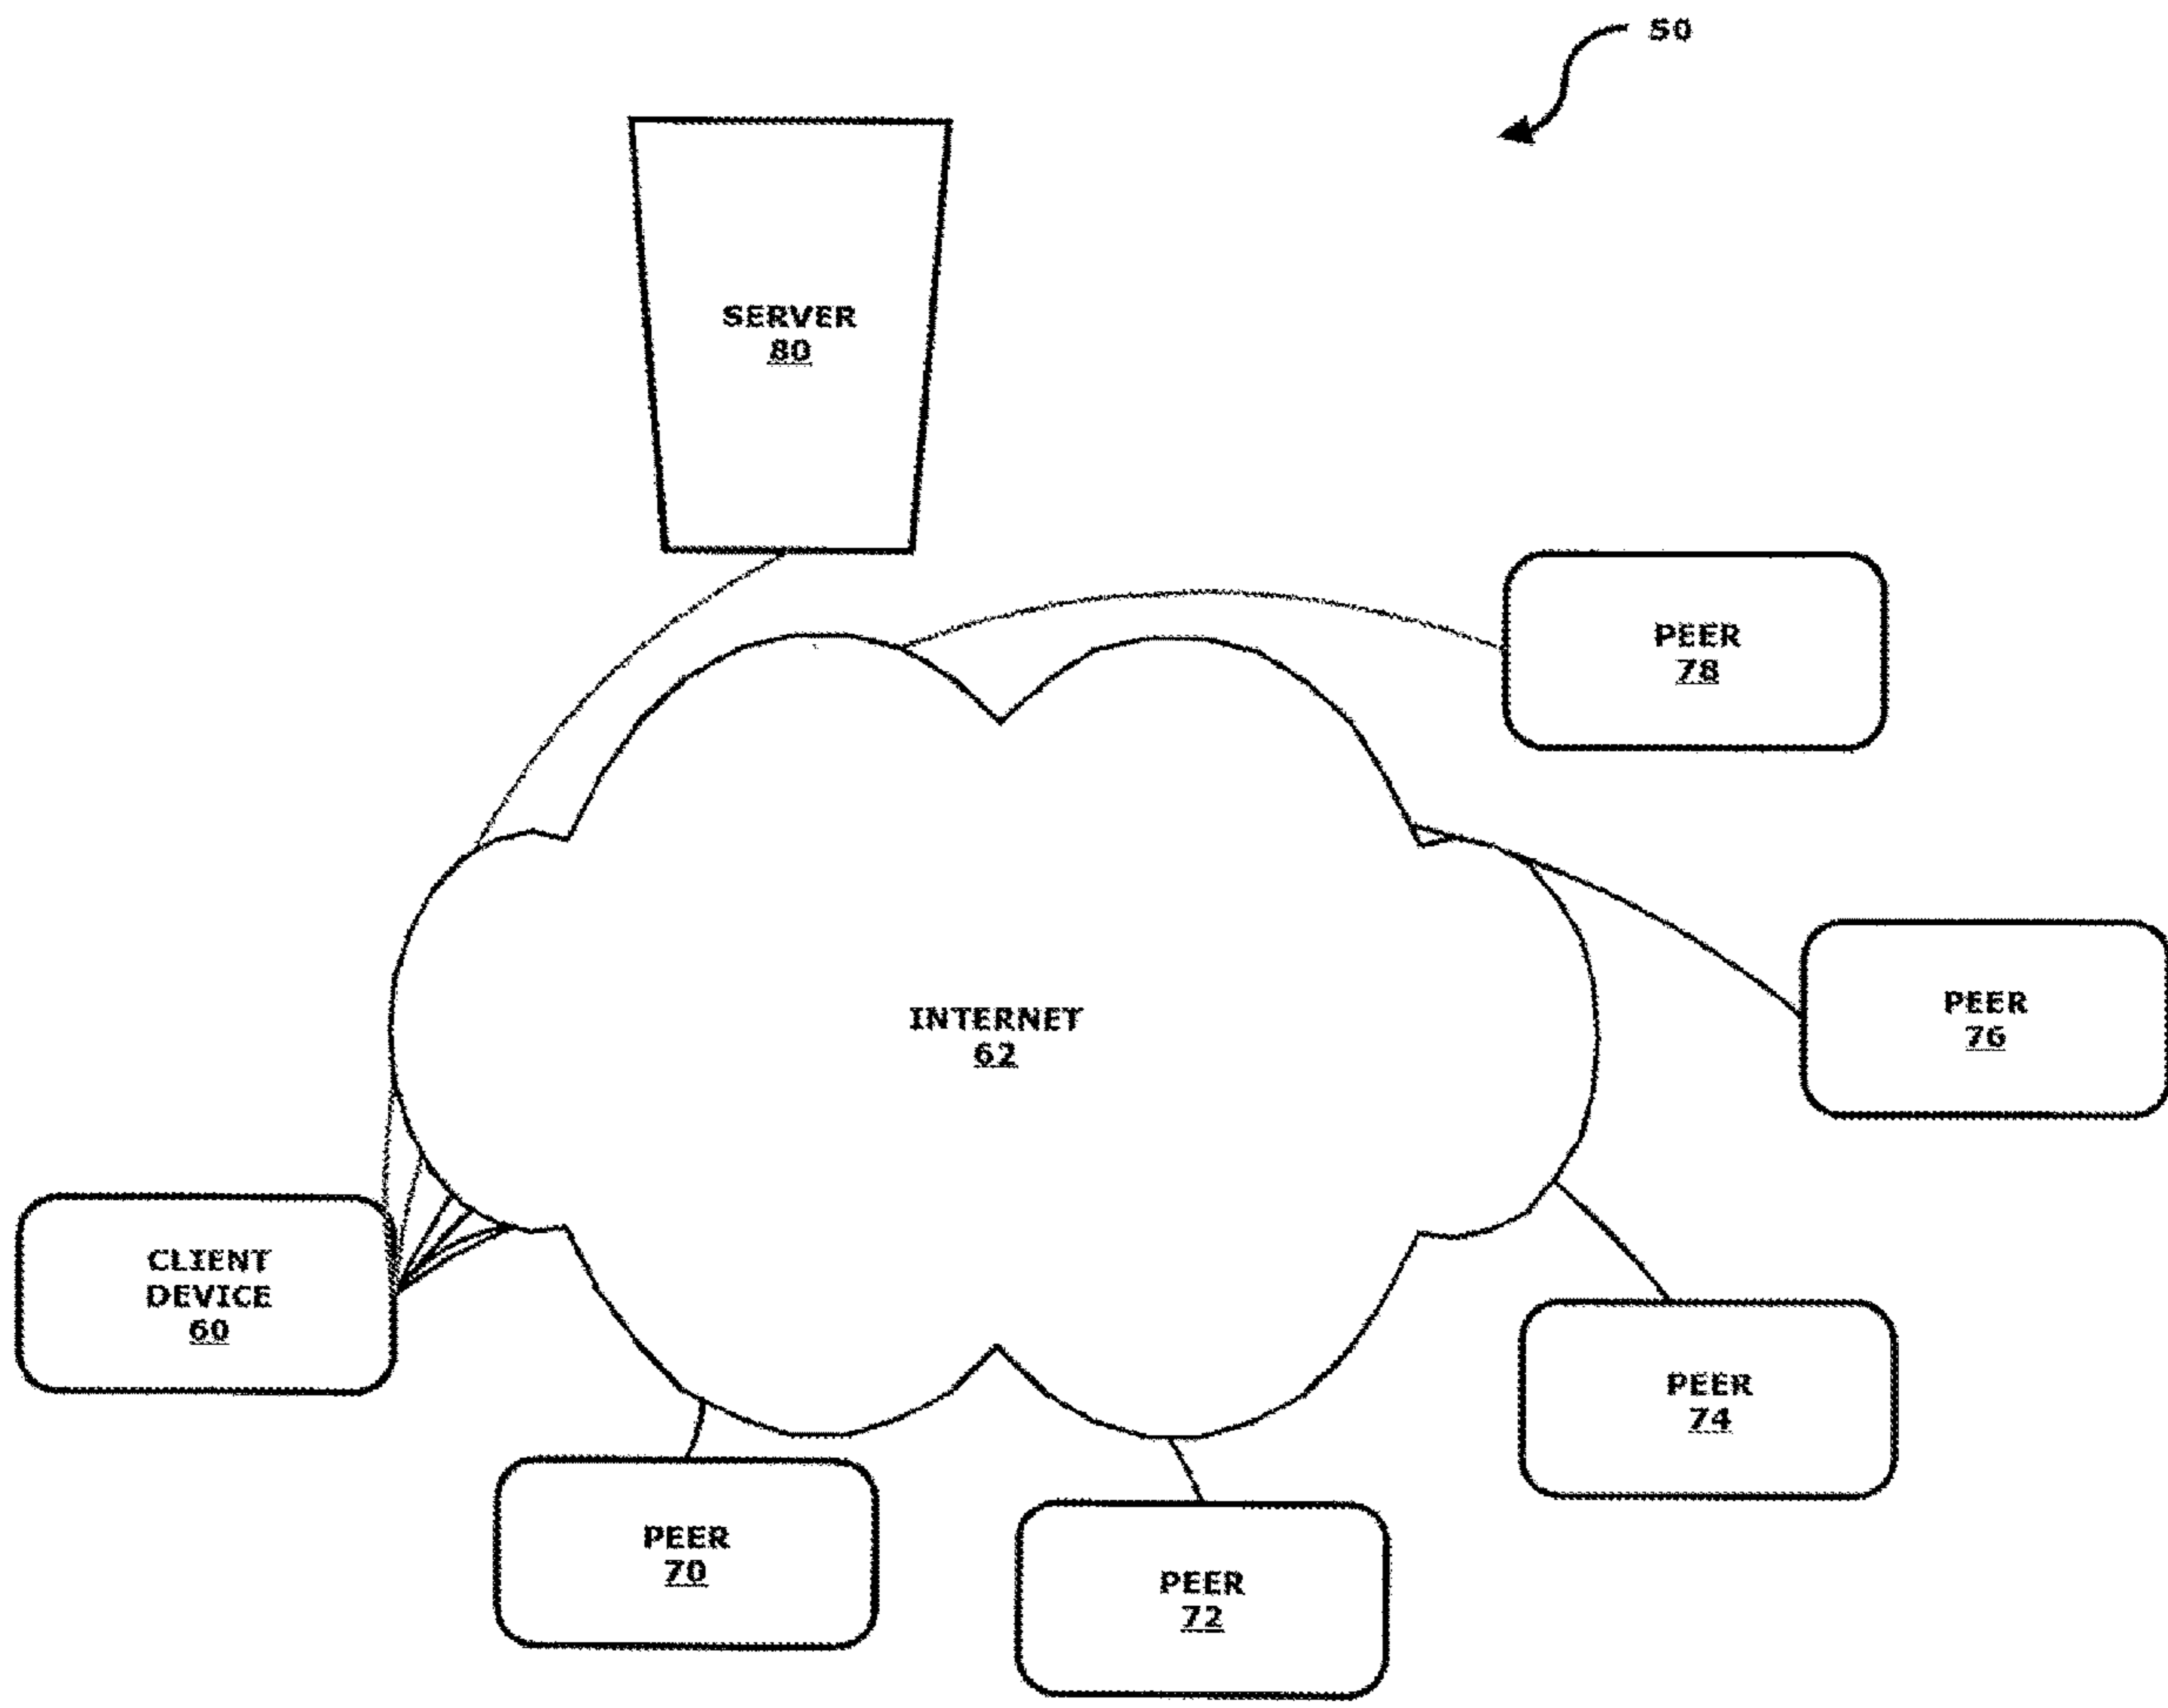 50
SERVER
80
PEER
78
PEER
76
INTERNET
62
CLIENT
DEVICE
60
PEER
74
PEER
70
PEER
72